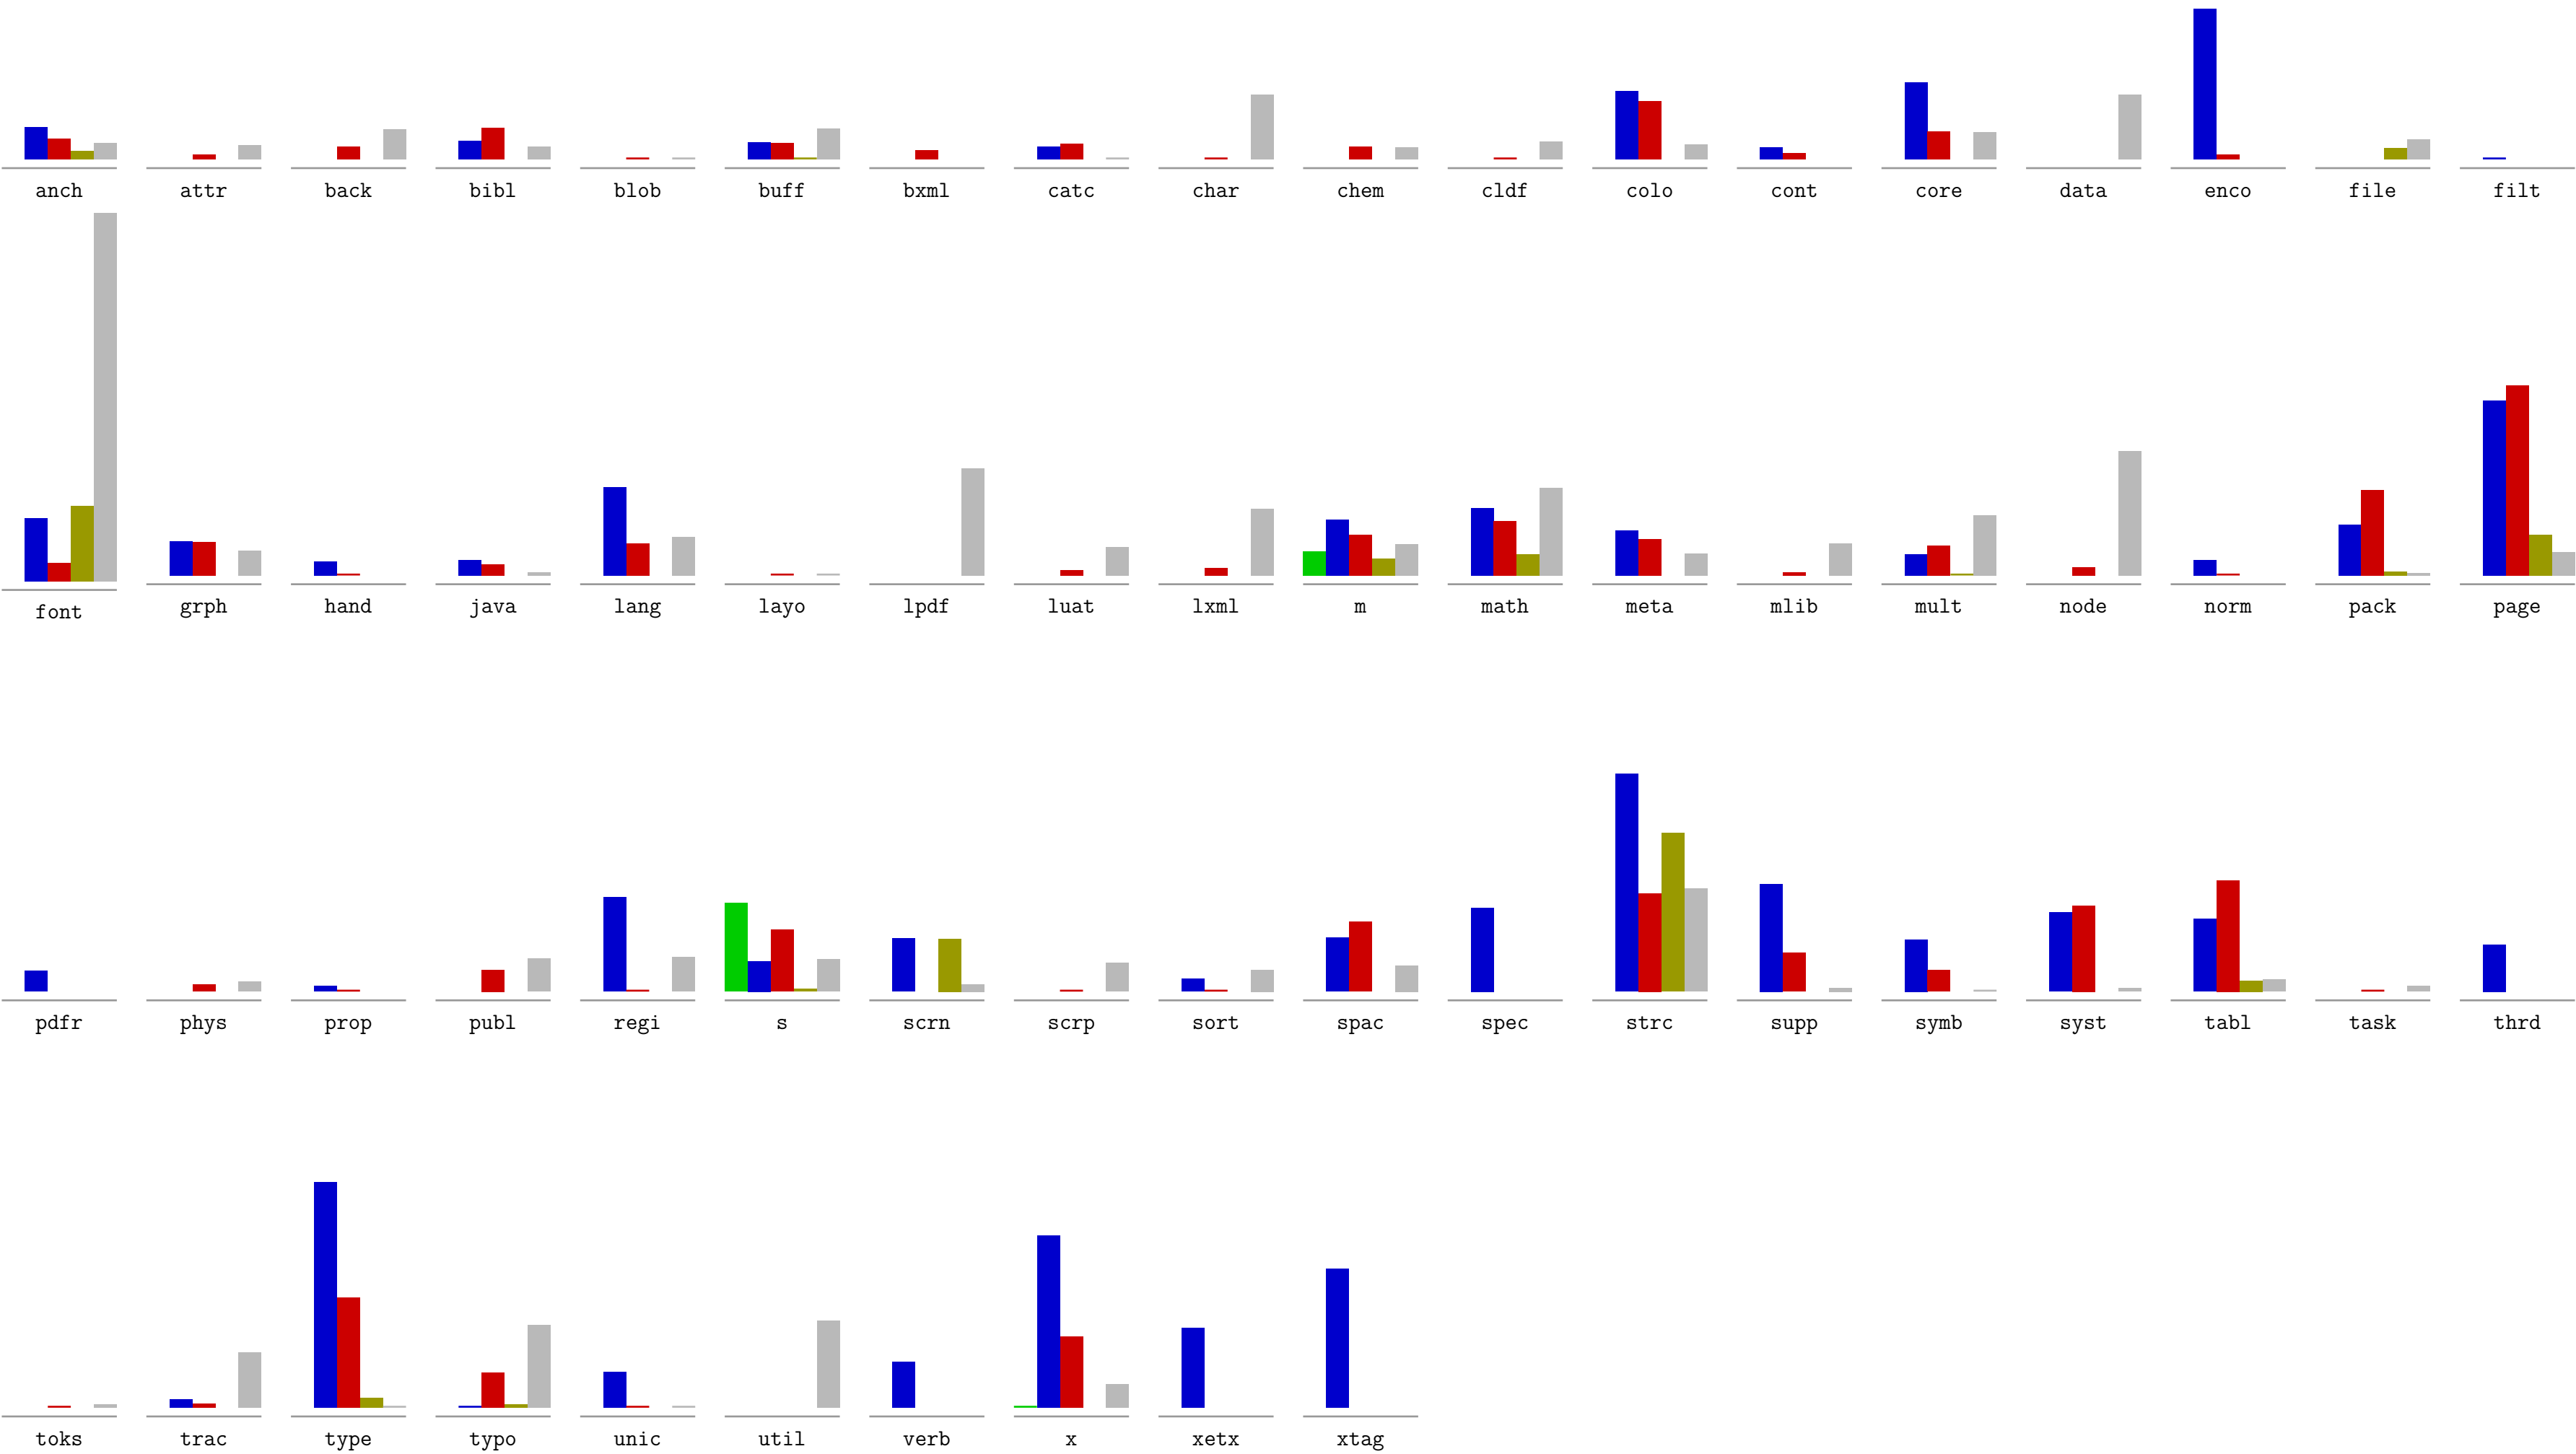 anch attr back bibl blob buff bxml catc char chem cldf colo cont core data enco file filt
font grph hand java lang layo lpdf luat lxml m math meta mlib mult node norm pack page
pdfr phys prop publ regi s scrn scrp sort spac spec strc supp symb syst tabl task thrd
toks trac type typo unic util verb x xetx xtag